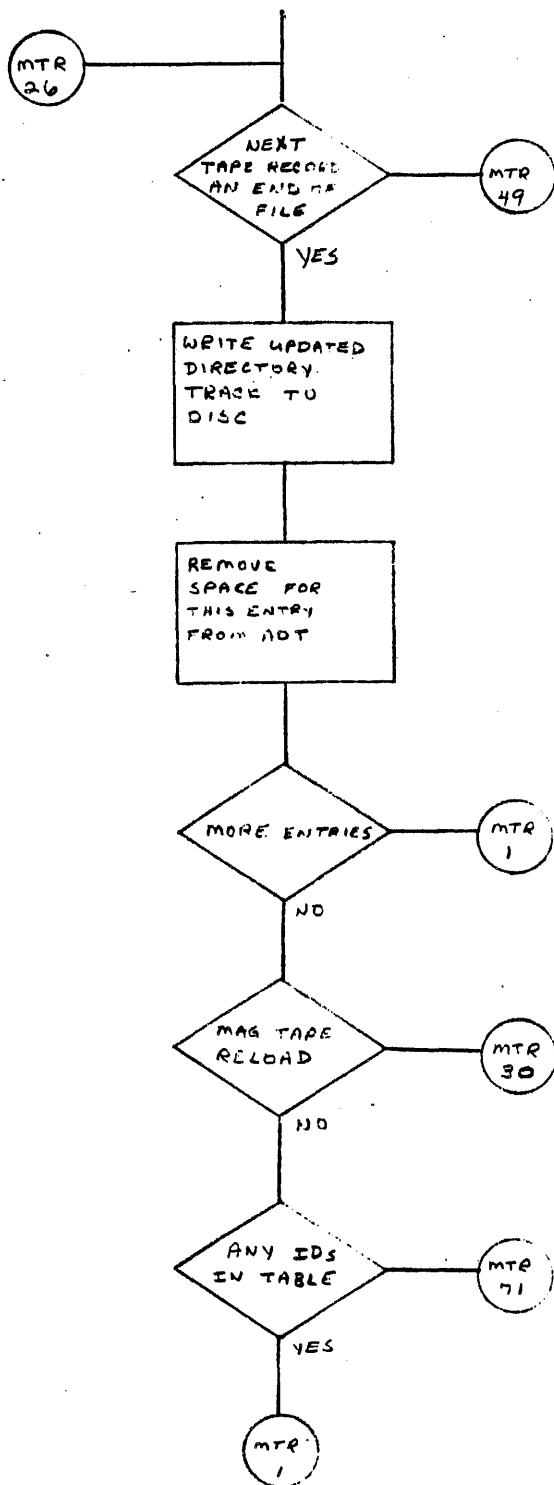 MTR
26
NEXT
TAPE RECORD
AN END OF
FILE
MTR
49
YES
WRITE UPDATED
DIRECTORY
TRACK TO
DISC
REMOVE
SPACE FOR
THIS ENTRY
FROM ADT
MORE ENTRIES
MTR
1
NO
MAG TAPE
RELOAD
MTR
30
NO
ANY IDs
IN TABLE
MTR
71
YES
MTR
1